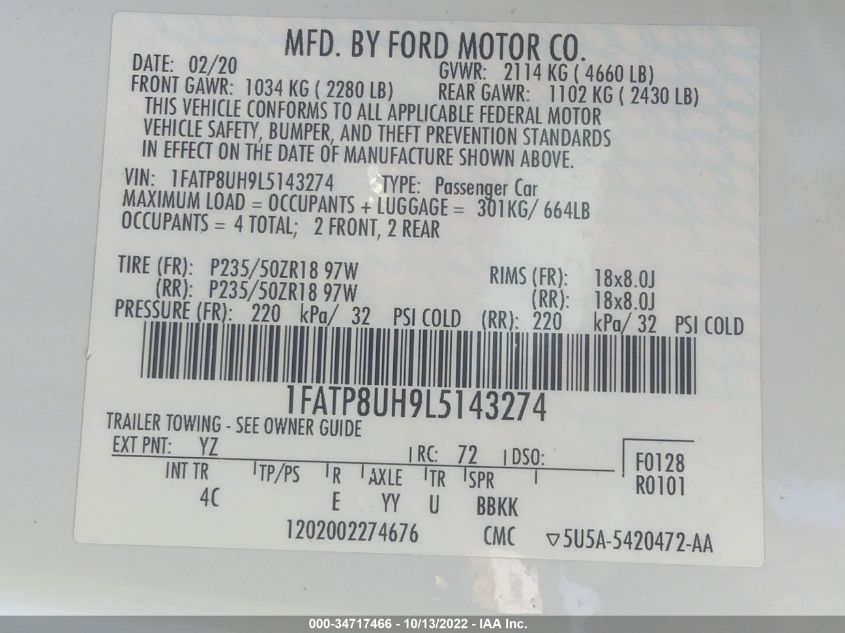 MFD. BY FORD MOTOR CO.
DATE: 02/20 GVWR: 2114 KG ( 4660 LB)
FRONT GAWR: 1034 KG ( 2280 LB) REAR GAWR: 1102 KG ( 2430 LB)
THIS VEHICLE CONFORMS TO ALL APPLICABLE FEDERAL MOTOR
VEHICLE SAFETY, BUMPER, AND THEFT PREVENTION STANDARDS
IN EFFECT ON THE DATE OF MANUFACTURE SHOWN ABOVE.
VIN: 1FATP8UH9L5143274 TYPE: Passenger Car
MAXIMUM LOAD = OCCUPANTS + LUGGAGE = 301KG/ 664LB
OCCUPANTS = 4 TOTAL; 2 FRONT, 2 REAR
TIRE (FR): P235/50ZR18 97W RIMS (FR): 18x8.0J
(RR): P235/50ZR18 97W (RR): 18x8.0J
PRESSURE (FR): 220 kPa/ 32 PSI COLD (RR): 220 kPa/ 32 PSI COLD
1FATP8UH9L5143274
TRAILER TOWING - SEE OWNER GUIDE
EXT PNT: YZ RC: 72 DSO: F0128
R0101
INT TR TP/PS R AXLE TR SPR
4C E YY U BBKK
1202002274676 CMC ▽5U5A-5420472-AA
000-34717466 - 10/13/2022 - IAA Inc.